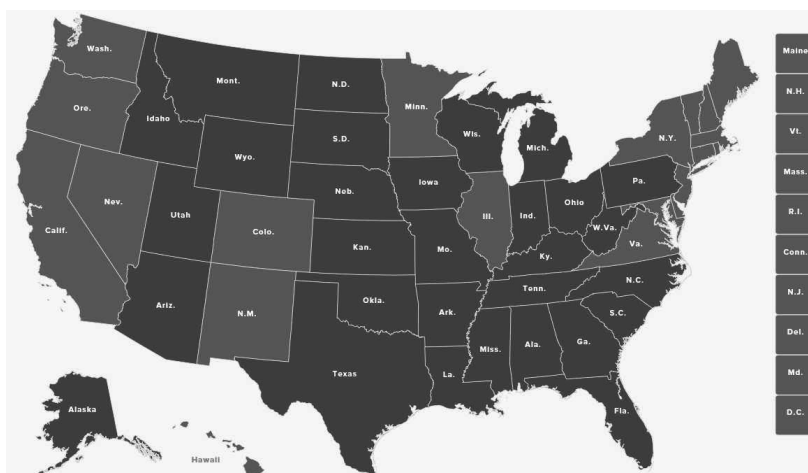 Wash.
Maine
Mont.
N.D.
Minn.
N.H.
Ore.
Idaho
Wis.
N.Y.
Mich.
S.D.
Vt.
Wyo.
Mass.
Neb.
Iowa
Pa.
Nev.
Utah
Ohio
Ill.
Ind.
R.I.
Calif.
Colo.
W.Va.
Va.
Kan.
Mo.
Ky.
Conn.
N.C.
Tenn.
N.J.
Ariz.
N.M.
Okla.
Ark.
S.C.
Del.
Texas
Miss.
Ala.
Ga.
La.
Md.
Alaska
Fla.
D.C.
Hawaii